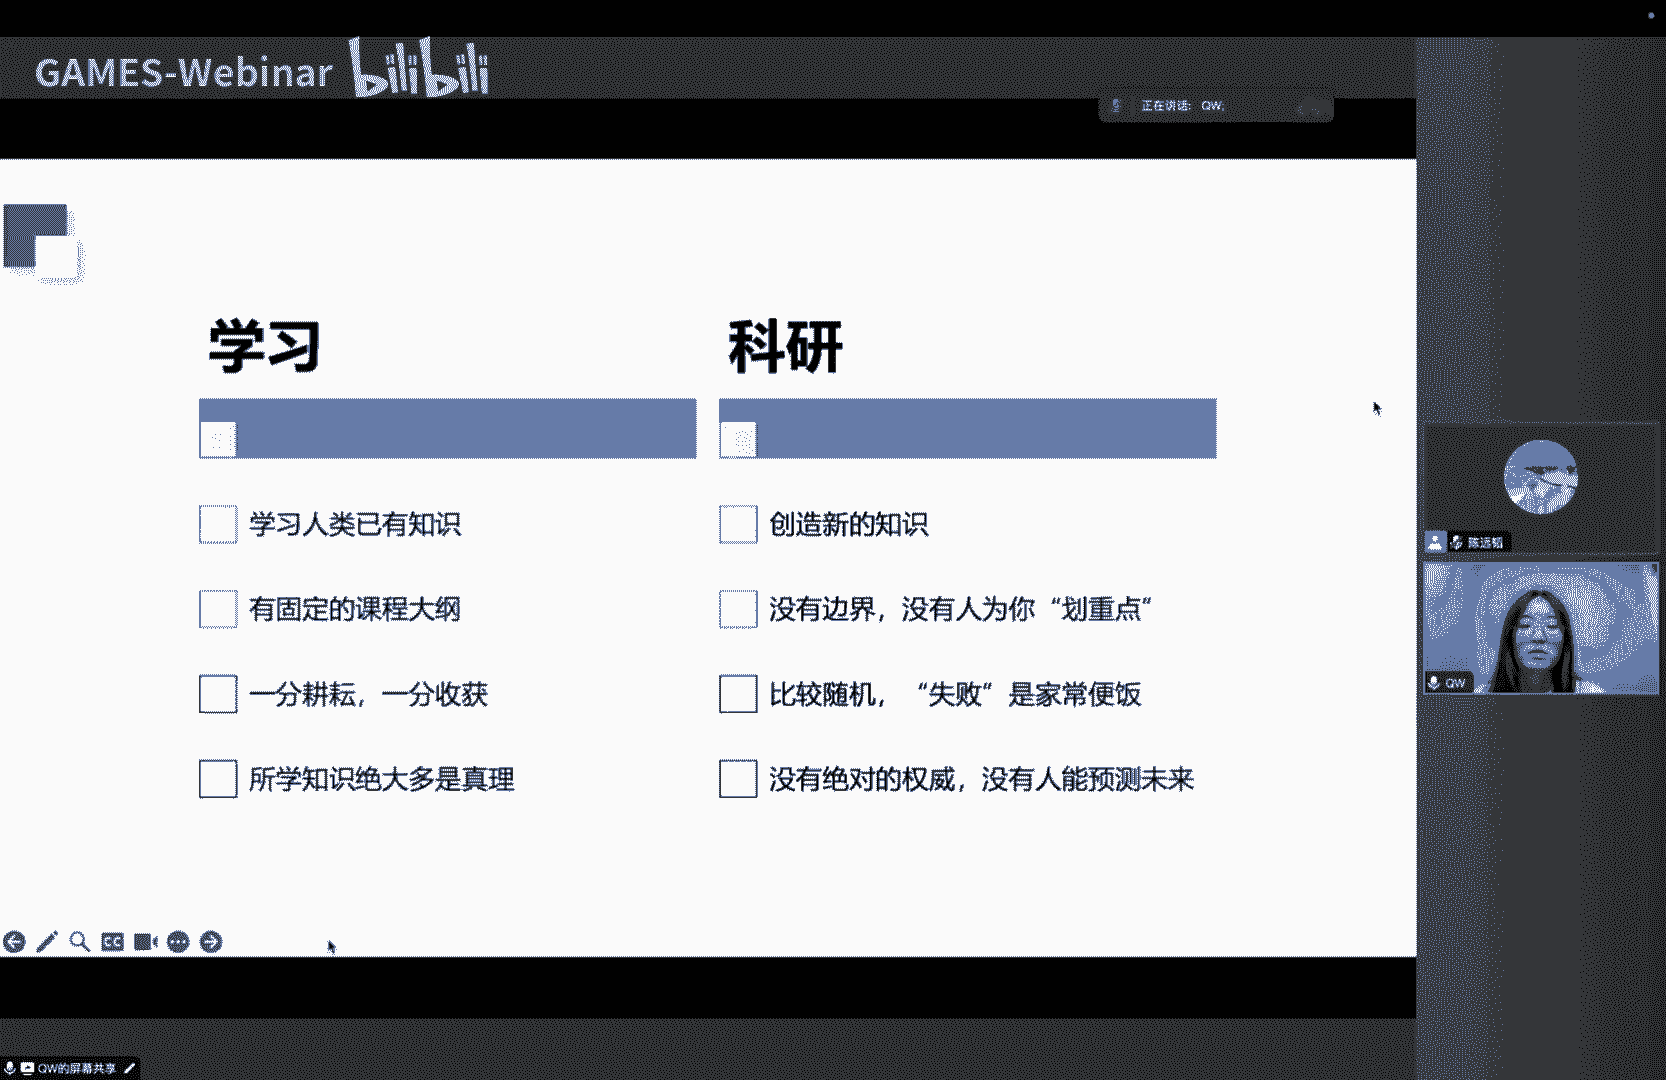 GAMES-Webinar bilibili
正在讲话: QW;
学习
科研
学习人类已有知识
创造新的知识
有固定的课程大纲
没有边界，没有人为你“划重点”
一分耕耘，一分收获
比较随机，“失败”是家常便饭
所学知识绝大多是真理
没有绝对的权威，没有人能预测未来
CC
QW
QW的屏幕共享